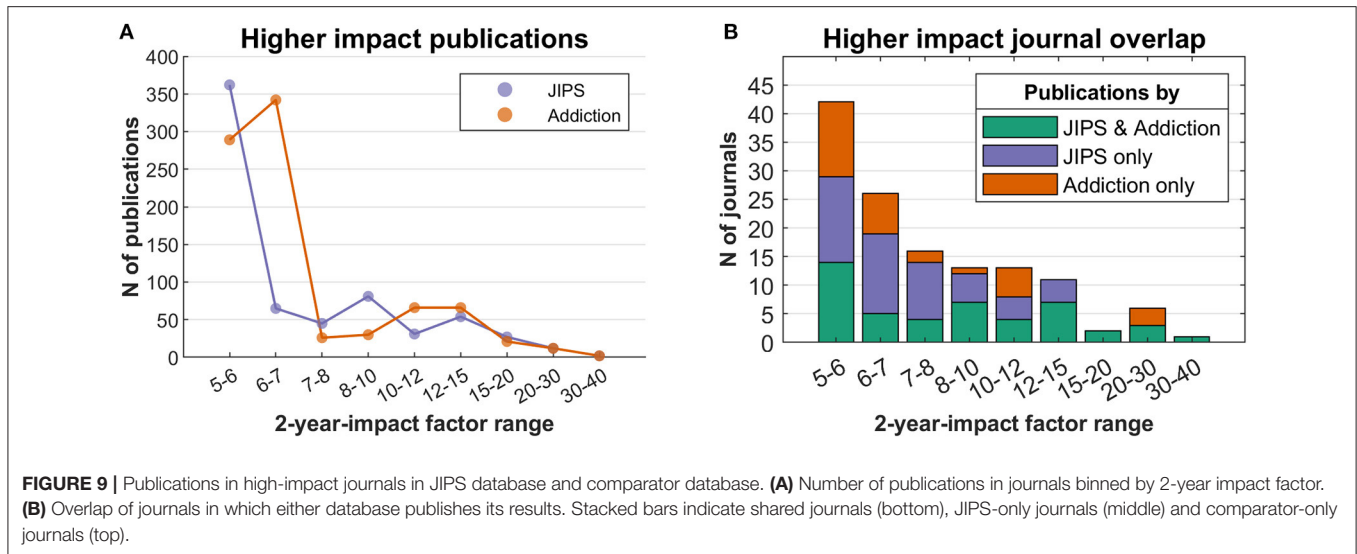 A
Higher impact publications
400
350
300
250
200
150
100
50
0
N of publications
JIPS
Addiction
5-6
6-7
7-8
8-10
10-12
12-15
15-20
20-30
30-40
2-year-impact factor range
B
Higher impact journal overlap
45
40
35
30
25
20
15
10
5
0
N of journals
Publications by
JIPS & Addiction
JIPS only
Addiction only
5-6
6-7
7-8
8-10
10-12
12-15
15-20
20-30
30-40
2-year-impact factor range
FIGURE 9 | Publications in high-impact journals in JIPS database and comparator database. (A) Number of publications in journals binned by 2-year impact factor.
(B) Overlap of journals in which either database publishes its results. Stacked bars indicate shared journals (bottom), JIPS-only journals (middle) and comparator-only
journals (top).